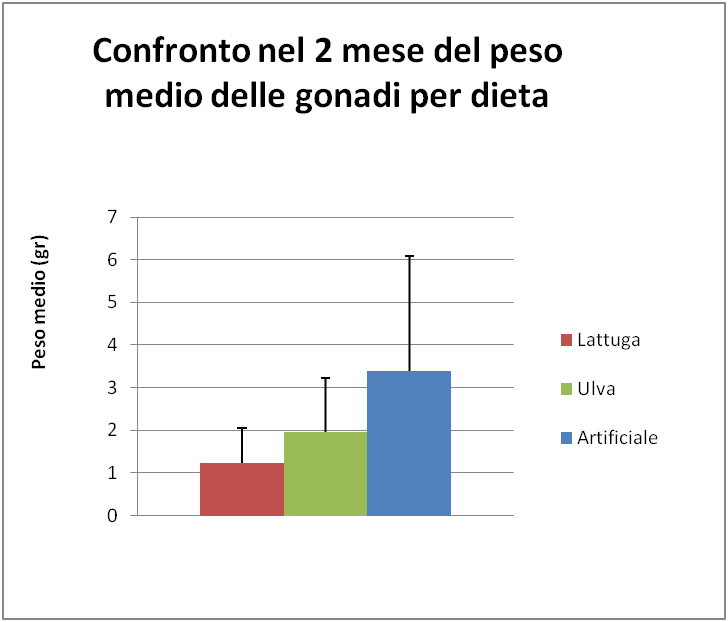 Confronto nel 2 mese del peso
medio delle gonadi per dieta
Peso medio (gr)
7
6
5
4
3
2
1
0
Lattuga
Ulva
Artificiale